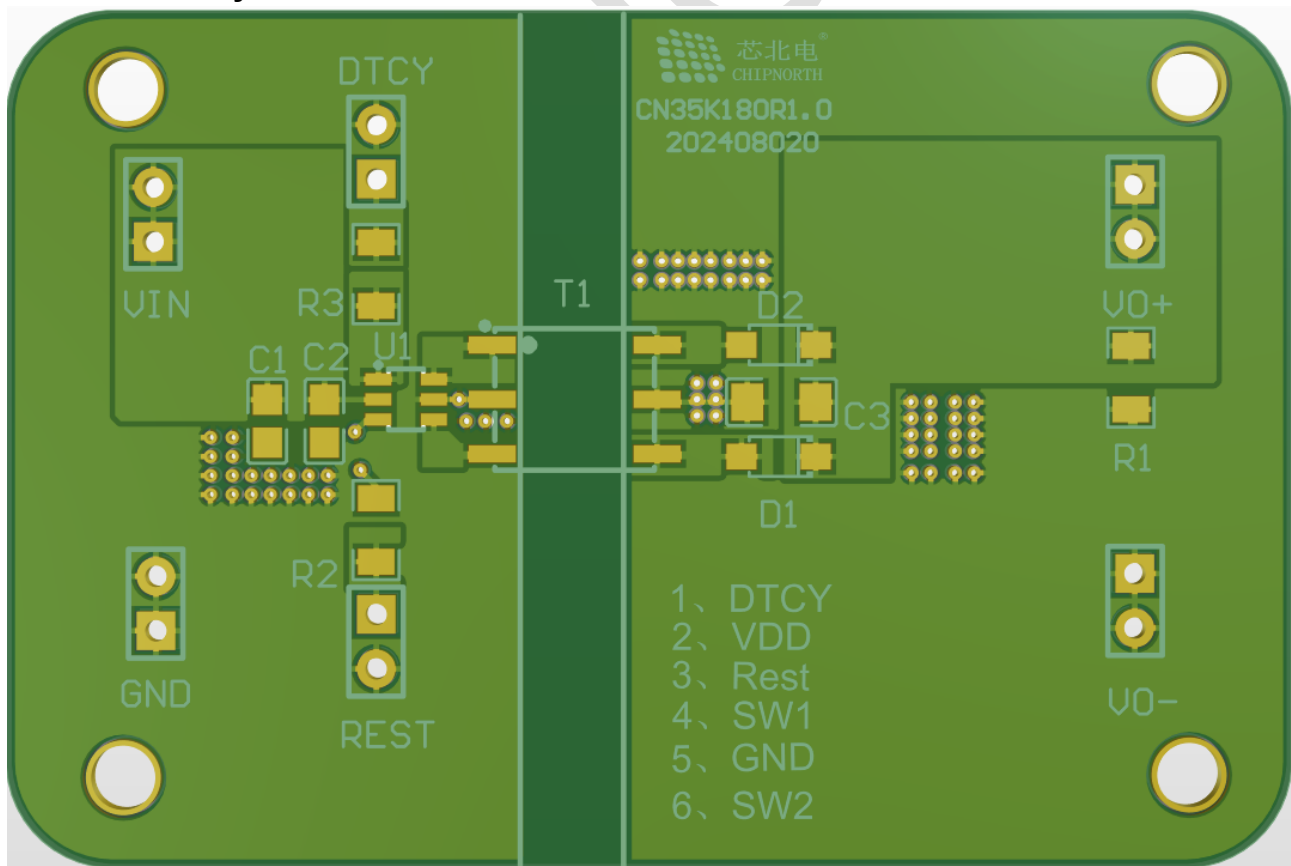 芯北电®
CHIPNORTH
CN35K180R1.0
202408020
DTCY
VIN
R3
T1
D2
VO+
C1
C2
U1
C3
R1
D1
R2
GND
REST
VO-
1、DTCY
2、VDD
3、Rest
4、SW1
5、GND
6、SW2